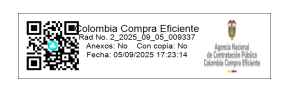 Colombia Compra Eficiente
Rad No. 2_2025_09_05_009337
Anexos: No Con copia: No
Fecha: 05/09/2025 17:23:14
Agencia Nacional
de Contratación Pública
Colombia Compra Eficiente